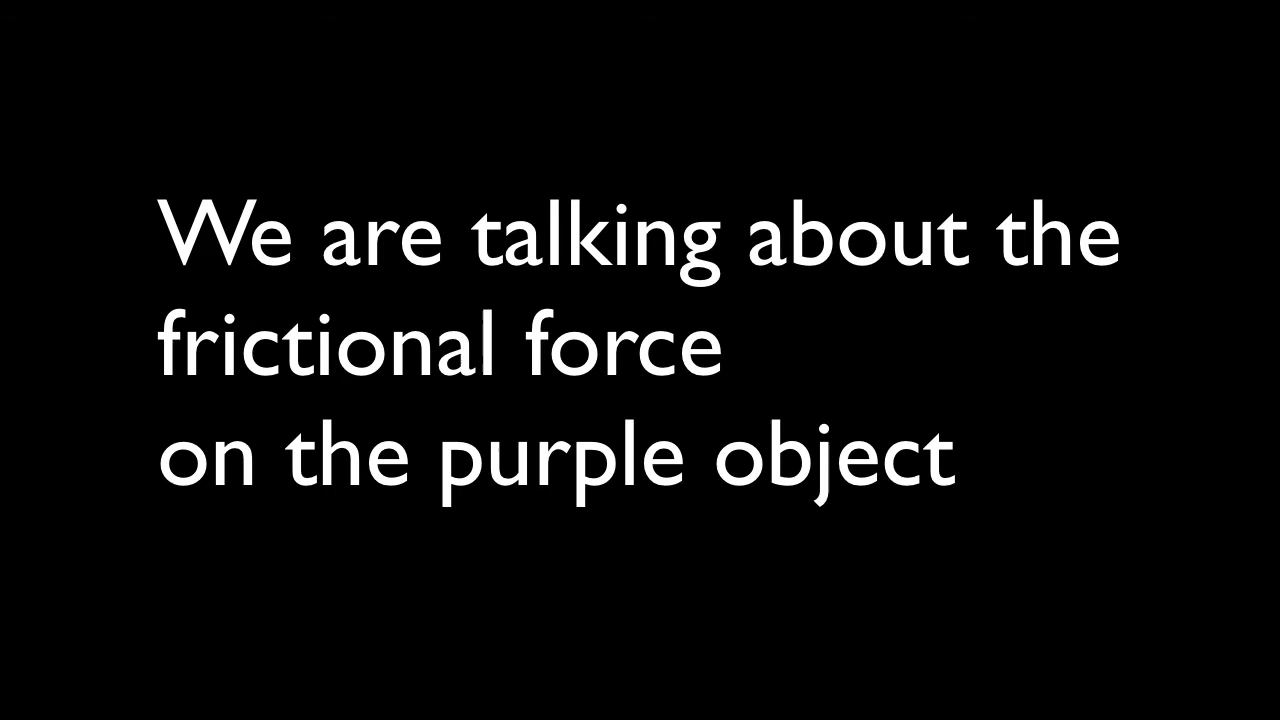 We are talking about the
frictional force
on the purple object